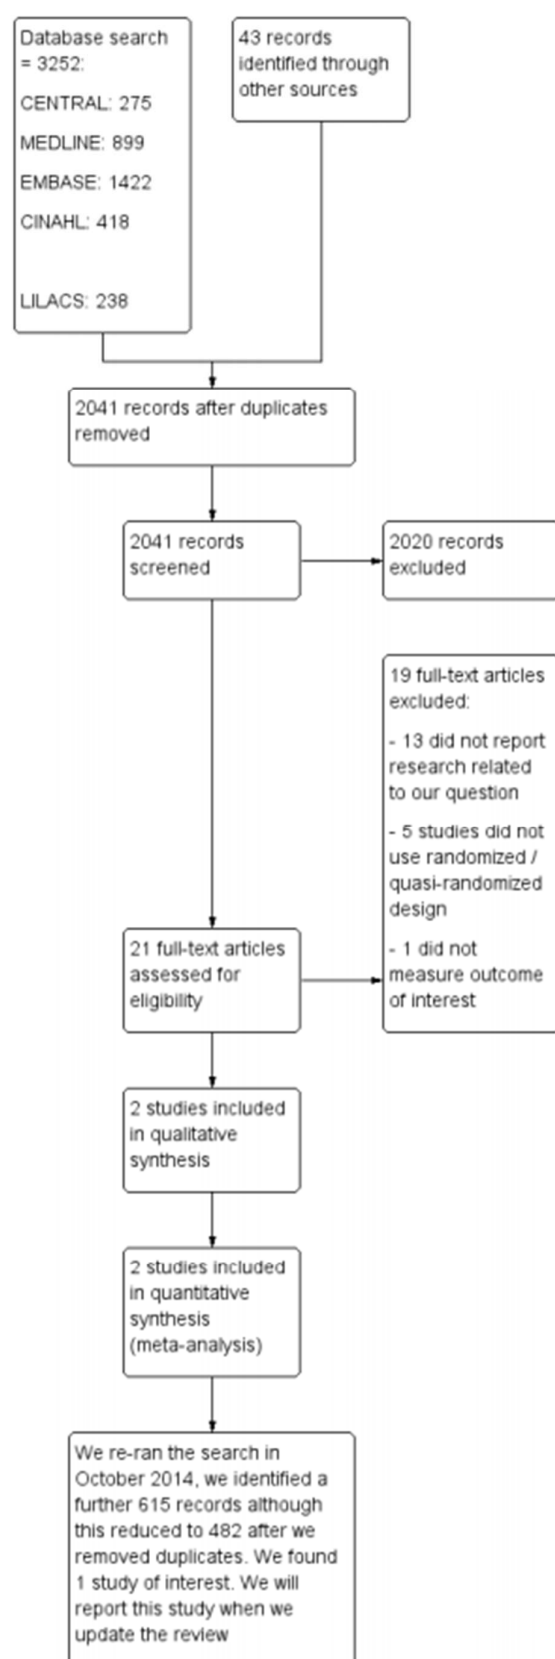 Database search
= 3252:
CENTRAL: 275
MEDLINE: 899
EMBASE: 1422
CINAHL: 418
LILACS: 238
43 records
identified through
other sources
2041 records after duplicates
removed
2041 records
screened
2020 records
excluded
19 full-text articles
excluded:
- 13 did not report
research related
to our question
- 5 studies did not
use randomized /
quasi-randomized
design
- 1 did not
measure outcome
of interest
21 full-text articles
assessed for
eligibility
2 studies included
in qualitative
synthesis
2 studies included
in quantitative
synthesis
(meta-analysis)
We re-ran the search in
October 2014, we identified a
further 615 records although
this reduced to 482 after we
removed duplicates. We found
1 study of interest. We will
report this study when we
update the review